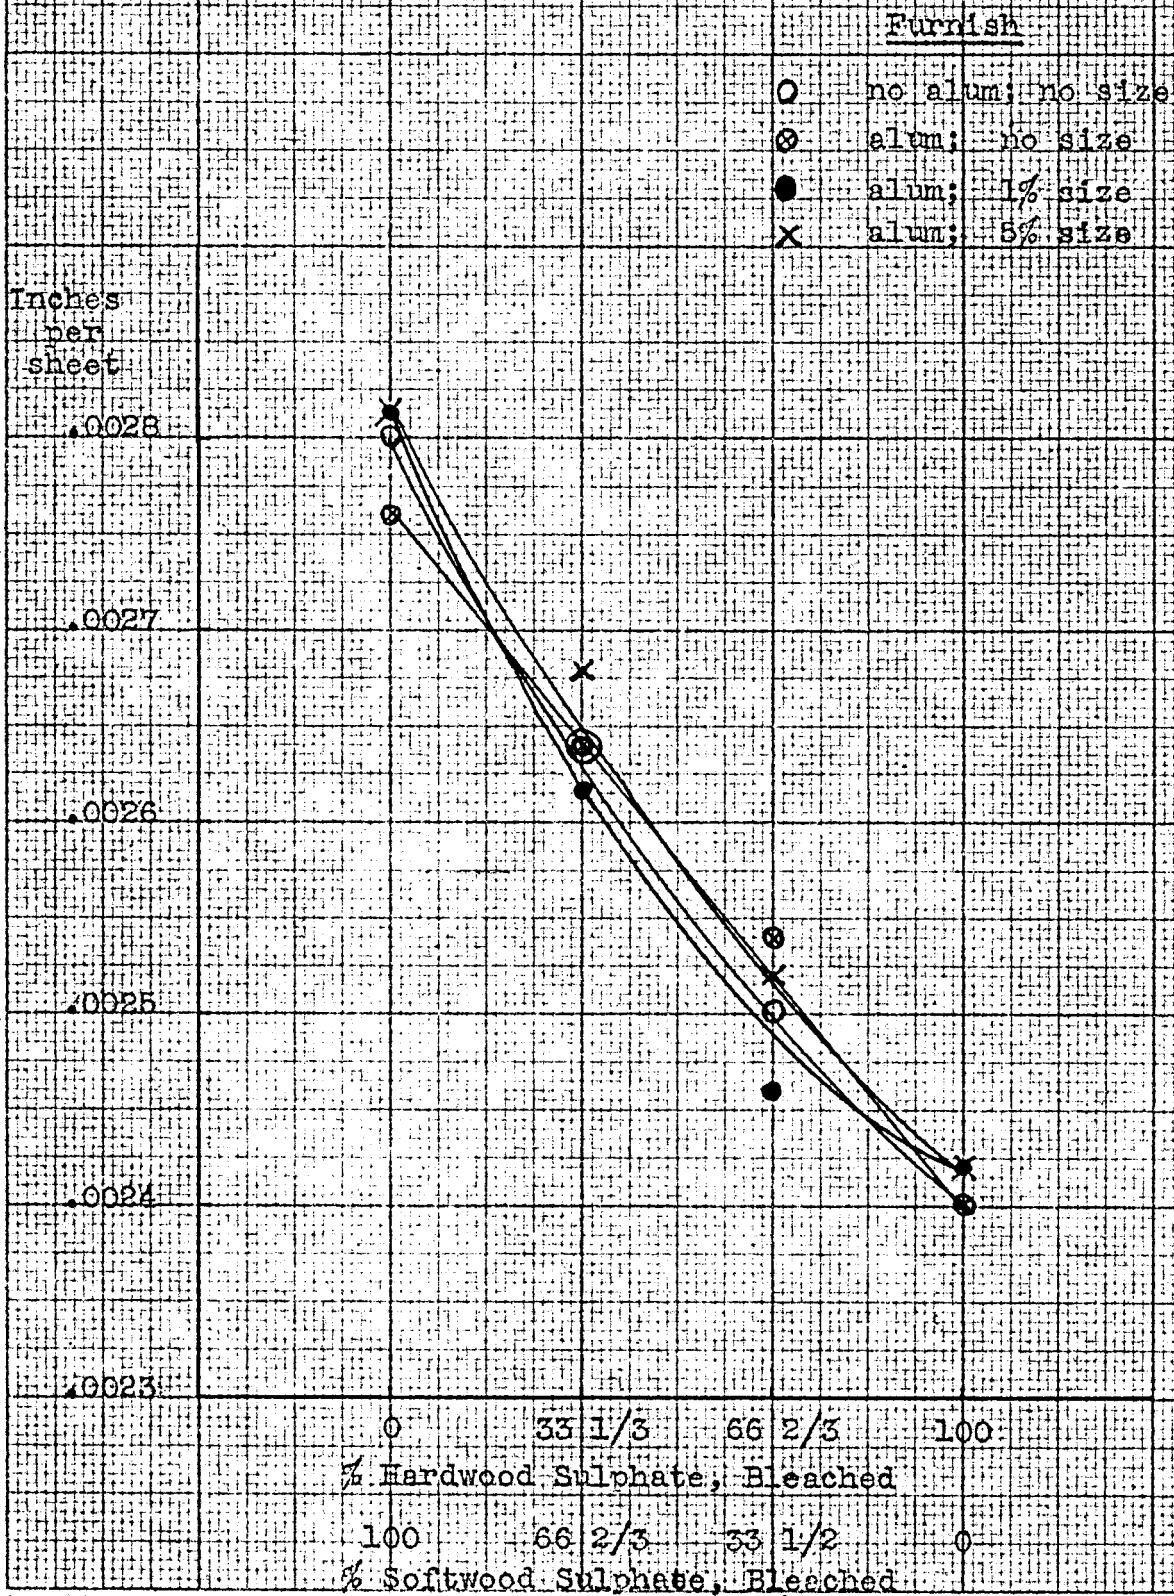 Furnish
no alum; no size
alum; no size
alum; 1% size
alum; 5% size
Inches
per
sheet
.0028
.0027
.0026
.0025
.0024
.0023
0 33 1/3 66 2/3 100
% Hardwood Sulphate, Bleached
100 66 2/3 33 1/2 0
% Softwood Sulphate, Bleached